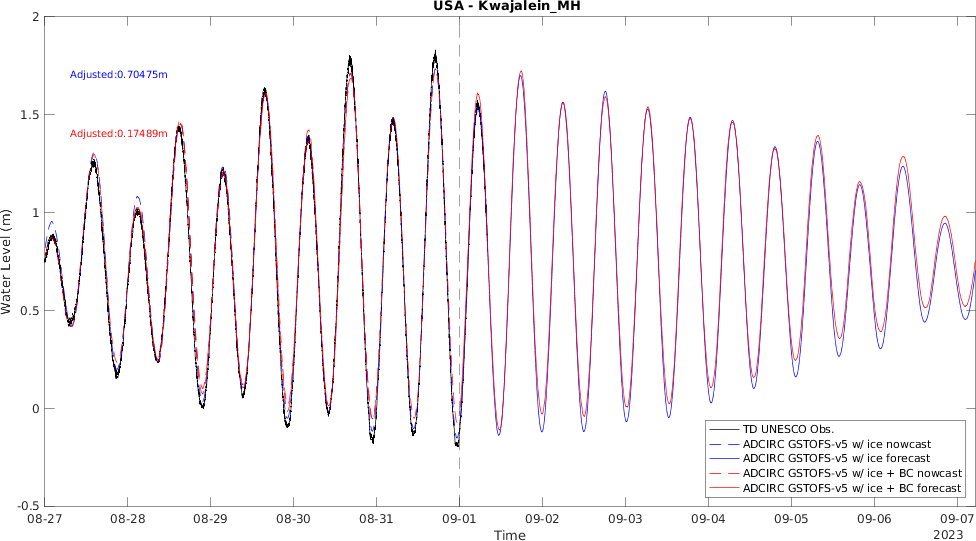 USA - Kwajalein_MH
2
1.5
1
0.5
0
-0.5
Water Level (m)
Adjusted:0.70475m
Adjusted:0.17489m
TD UNESCO Obs.
ADCIRC GSTOFS-v5 w/ ice nowcast
ADCIRC GSTOFS-v5 w/ ice forecast
ADCIRC GSTOFS-v5 w/ ice + BC nowcast
ADCIRC GSTOFS-v5 w/ ice + BC forecast
08-27 08-28 08-29 08-30 08-31 09-01 09-02 09-03 09-04 09-05 09-06 09-07
Time
2023